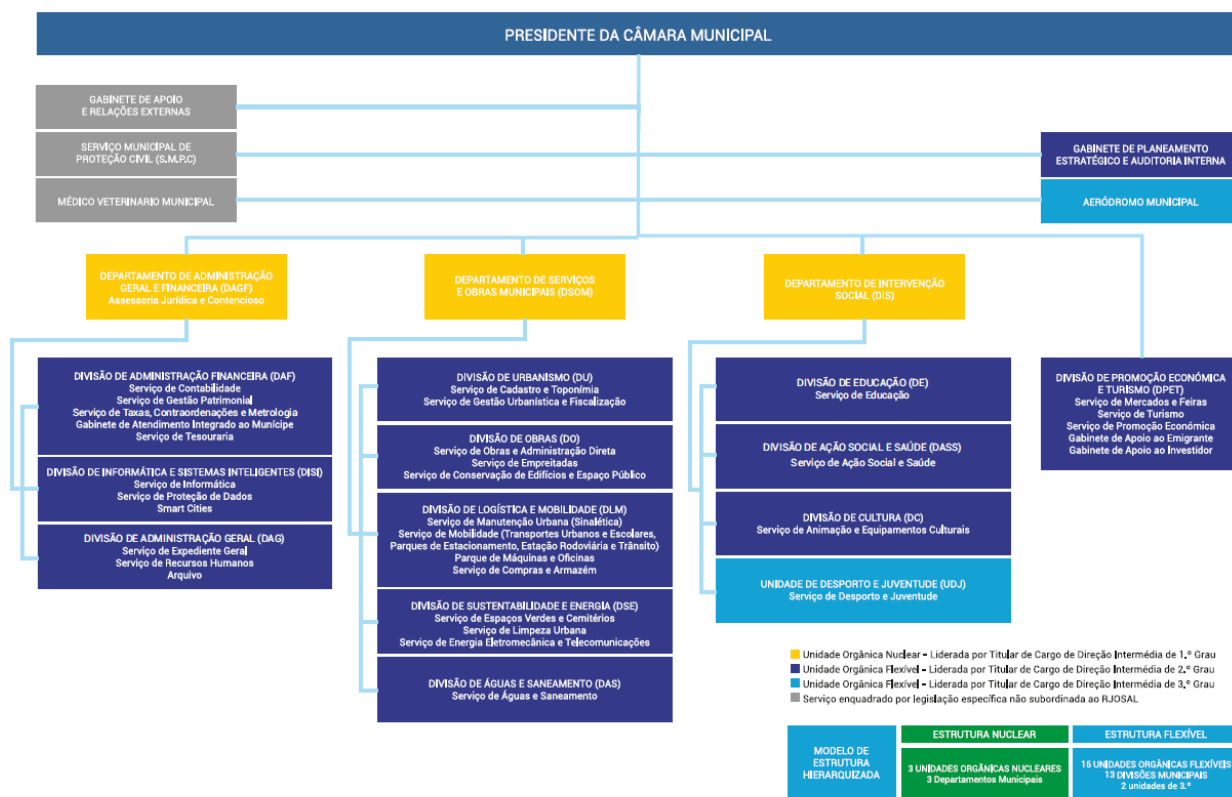 PRESIDENTE DA CÂMARA MUNICIPAL
GABINETE DE APOIO
E RELAÇÕES EXTERNAS
SERVIÇO MUNICIPAL DE
PROTEÇÃO CIVIL (S.M.P.C)
GABINETE DE PLANEAMENTO
ESTRATÉGICO E AUDITORIA INTERNA
MÉDICO VETERINARIO MUNICIPAL
AERÓDROMO MUNICIPAL
DEPARTAMENTO DE ADMINISTRAÇÃO
GERAL E FINANCEIRA (DAGF)
Assessoria Jurídica e Contencioso
DEPARTAMENTO DE SERVIÇOS
E OBRAS MUNICIPAIS (DSOM)
DEPARTAMENTO DE INTERVENÇÃO
SOCIAL (DIS)
DIVISÃO DE ADMINISTRAÇÃO FINANCEIRA (DAF)
Serviço de Contabilidade
Serviço de Gestão Patrimonial
Serviço de Taxas, Contraordenações e Metrologia
Gabinete de Atendimento Integrado ao Munícipe
Serviço de Tesouraria
DIVISÃO DE INFORMÁTICA E SISTEMAS INTELIGENTES (DISI)
Serviço de Informática
Serviço de Proteção de Dados
Smart Cities
DIVISÃO DE ADMINISTRAÇÃO GERAL (DAG)
Serviço de Expediente Geral
Serviço de Recursos Humanos
Arquivo
DIVISÃO DE URBANISMO (DU)
Serviço de Cadastro e Toponímia
Serviço de Gestão Urbanística e Fiscalização
DIVISÃO DE OBRAS (DO)
Serviço de Obras e Administração Direta
Serviço de Empreitadas
Serviço de Conservação de Edifícios e Espaço Público
DIVISÃO DE LOGÍSTICA E MOBILIDADE (DLM)
Serviço de Manutenção Urbana (Sinalética)
Serviço de Mobilidade (Transportes Urbanos e Escolares,
Parques de Estacionamento, Estação Rodoviária e Trânsito)
Parque de Máquinas e Oficinas
Serviço de Compras e Armazém
DIVISÃO DE SUSTENTABILIDADE E ENERGIA (DSE)
Serviço de Espaços Verdes e Cemitérios
Serviço de Limpeza Urbana
Serviço de Energia Eletromecânica e Telecomunicações
DIVISÃO DE ÁGUAS E SANEAMENTO (DAS)
Serviço de Águas e Saneamento
DIVISÃO DE EDUCAÇÃO (DE)
Serviço de Educação
DIVISÃO DE AÇÃO SOCIAL E SAÚDE (DASS)
Serviço de Ação Social e Saúde
DIVISÃO DE CULTURA (DC)
Serviço de Animação e Equipamentos Culturais
UNIDADE DE DESPORTO E JUVENTUDE (UDJ)
Serviço de Desporto e Juventude
DIVISÃO DE PROMOÇÃO ECONÓMICA
E TURISMO (DPET)
Serviço de Mercados e Feiras
Serviço de Turismo
Serviço de Promoção Económica
Gabinete de Apoio ao Emigrante
Gabinete de Apoio ao Investidor
Unidade Orgânica Nuclear - Liderada por Titular de Cargo de Direção Intermédia de 1.º Grau
Unidade Orgânica Flexível - Liderada por Titular de Cargo de Direção Intermédia de 2.º Grau
Unidade Orgânica Flexível - Liderada por Titular de Cargo de Direção Intermédia de 3.º Grau
Serviço enquadrado por legislação específica não subordinada ao RJOSAL
MODELO DE
ESTRUTURA
HIERARQUIZADA
ESTRUTURA NUCLEAR
3 UNIDADES ORGÂNICAS NUCLEARES
3 Departamentos Municipais
ESTRUTURA FLEXÍVEL
15 UNIDADES ORGÂNICAS FLEXÍVEIS
13 DIVISÕES MUNICIPAIS
2 unidades de 3.º